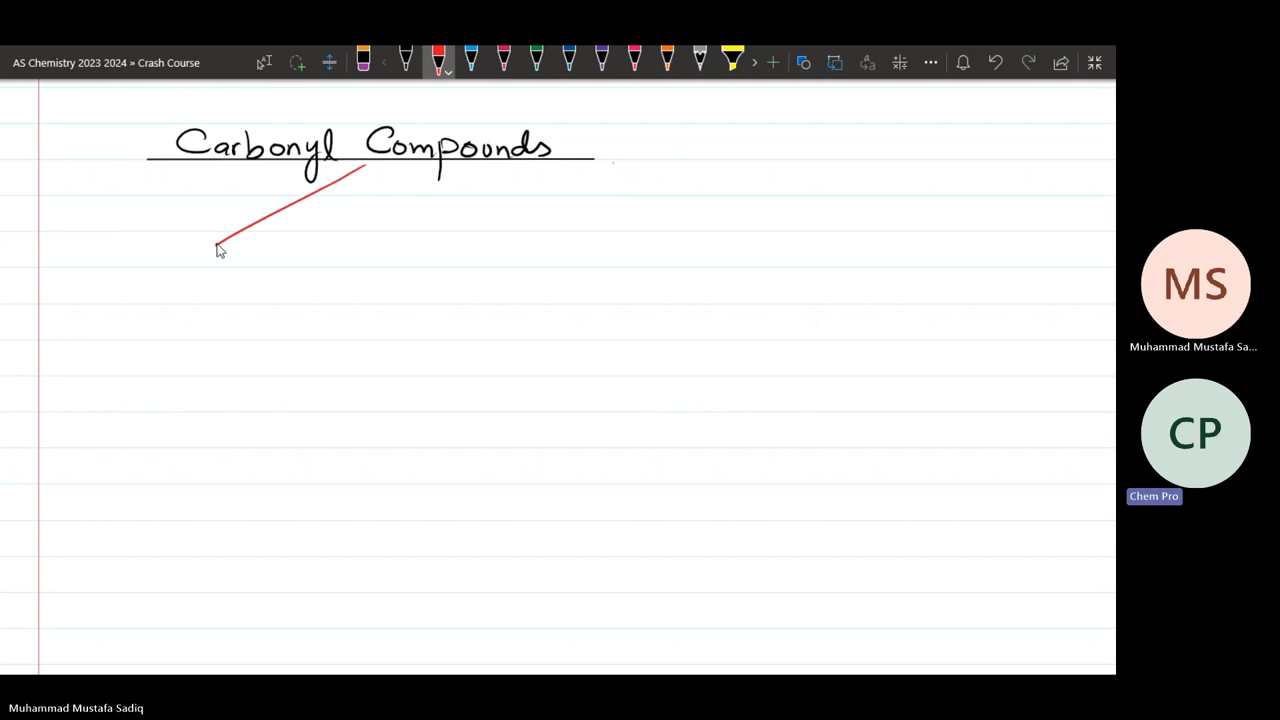 AS Chemistry 2023 2024 » Crash Course
Carbonyl Compounds
MS
Muhammad Mustafa Sa...
CP
Chem Pro
Muhammad Mustafa Sadiq